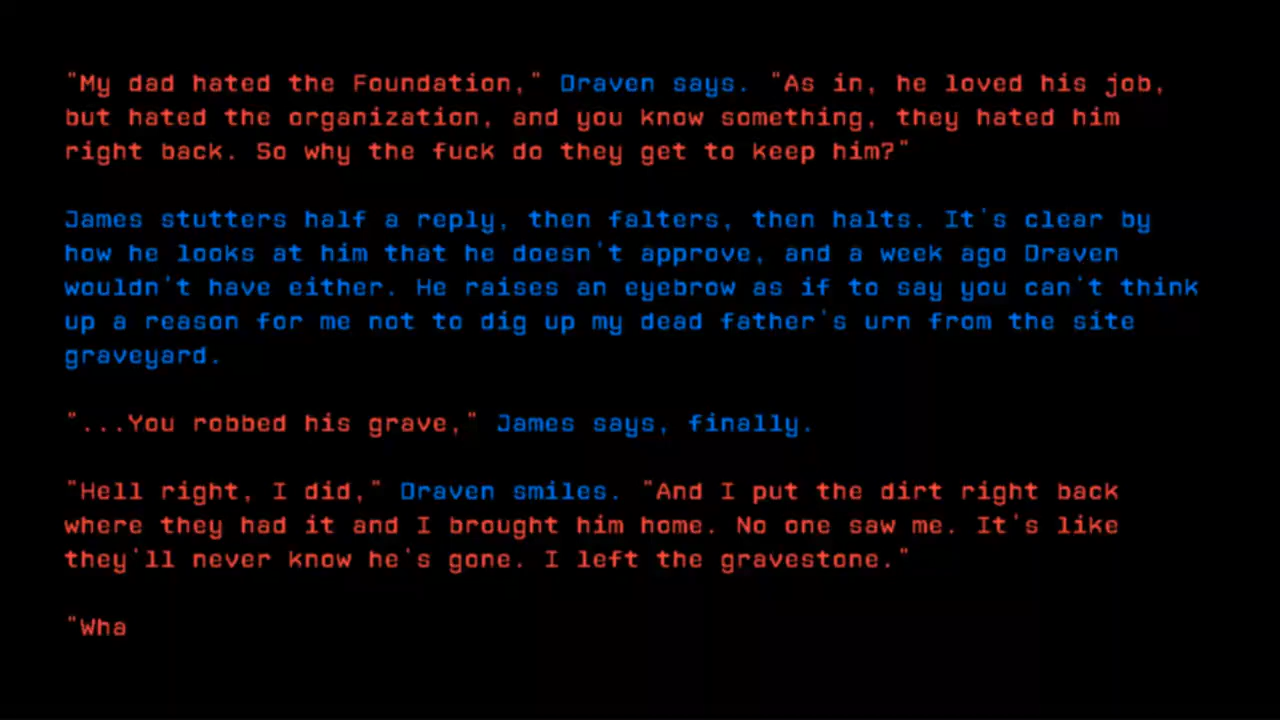 "My dad hated the Foundation," Draven says. "As in, he loved his job,
but hated the organization, and you know something, they hated him
right back. So why the fuck do they get to keep him?"
James stutters half a reply, then falters, then halts. It's clear by
how he looks at him that he doesn't approve, and a week ago Draven
wouldn't have either. He raises an eyebrow as if to say you can't think
up a reason for me not to dig up my dead father's urn from the site
graveyard.
"...You robbed his grave," James says, finally.
"Hell right, I did," Draven smiles. "And I put the dirt right back
where they had it and I brought him home. No one saw me. It's like
they'll never know he's gone. I left the gravestone."
"Wha